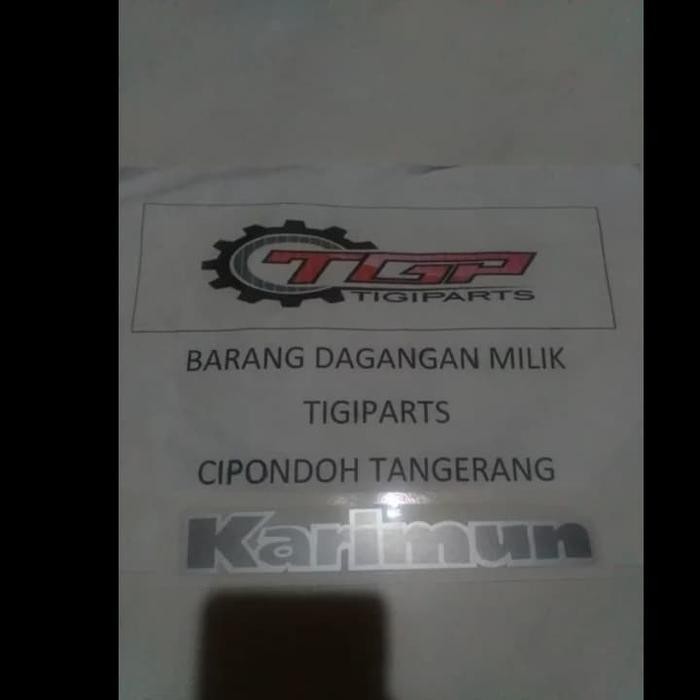 TGP
TIGIPARTS
BARANG DAGANGAN MILIK
TIGIPARTS
CIPONDOH TANGERANG
Karimun